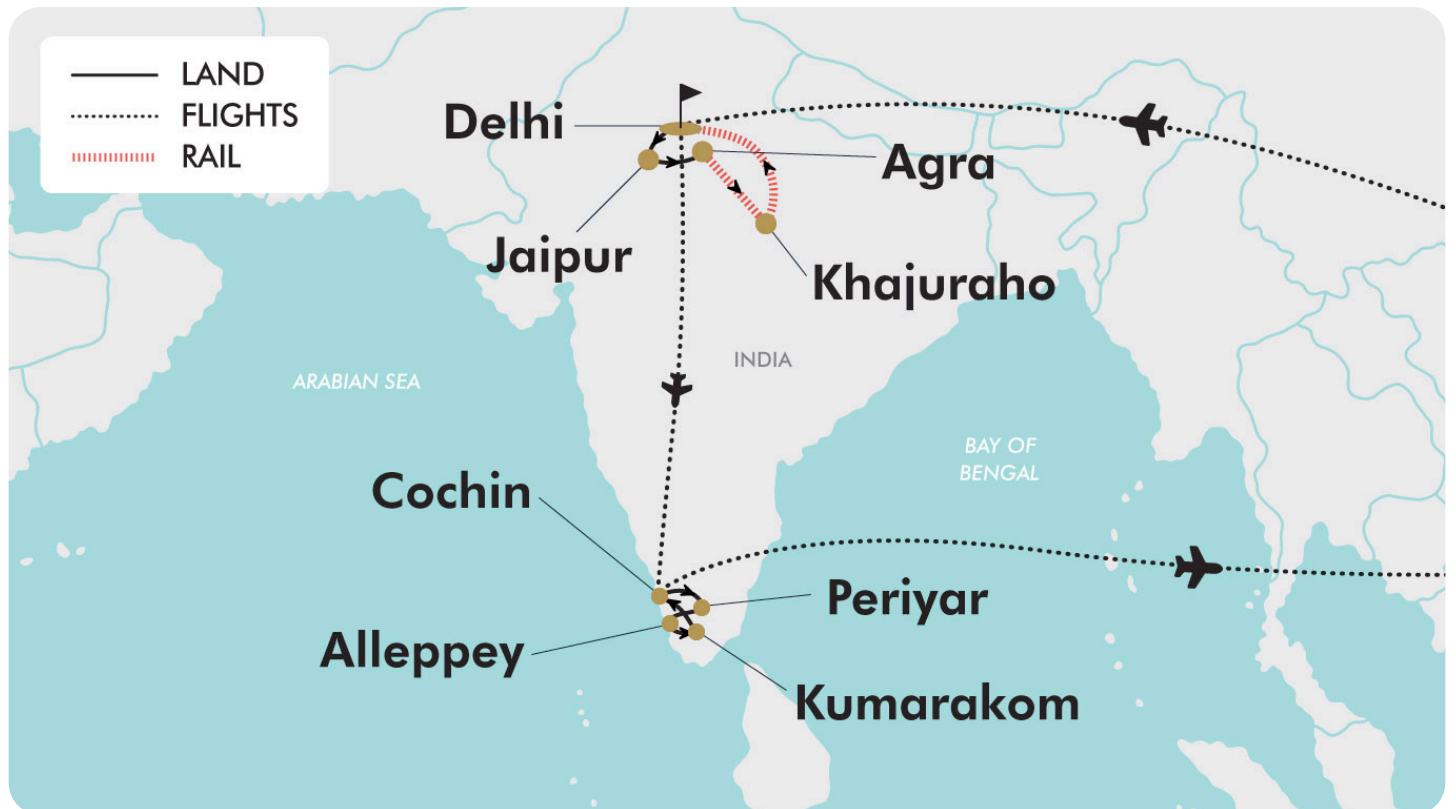 LAND
FLIGHTS
RAIL
Delhi
Agra
Jaipur
Khajuraho
INDIA
ARABIAN SEA
BAY OF
BENGAL
Cochin
Periyar
Alleppey
Kumarakom